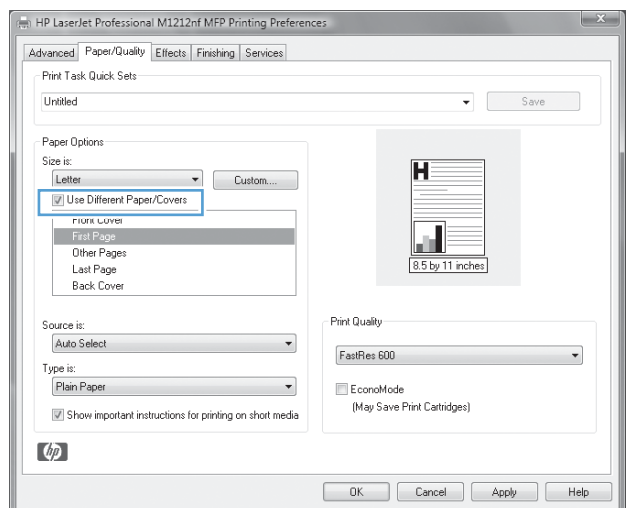 HP LaserJet Professional M1212nf MFP Printing Preferences
Advanced Paper/Quality Effects Finishing Services
Print Task Quick Sets
Untitled Save
Paper Options
Size is:
Letter Custom....
Use Different Paper/Covers
Front Cover
First Page
Other Pages
Last Page
Back Cover
H
8.5 by 11 inches
Source is:
Auto Select
Type is:
Plain Paper
Show important instructions for printing on short media
Print Quality
FastRes 600
EconoMode
(May Save Print Cartridges)
hp
OK Cancel Apply Help